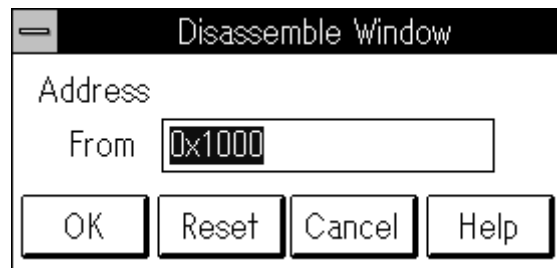 Disassemble Window
Address
From 0x1000
OK Reset Cancel Help